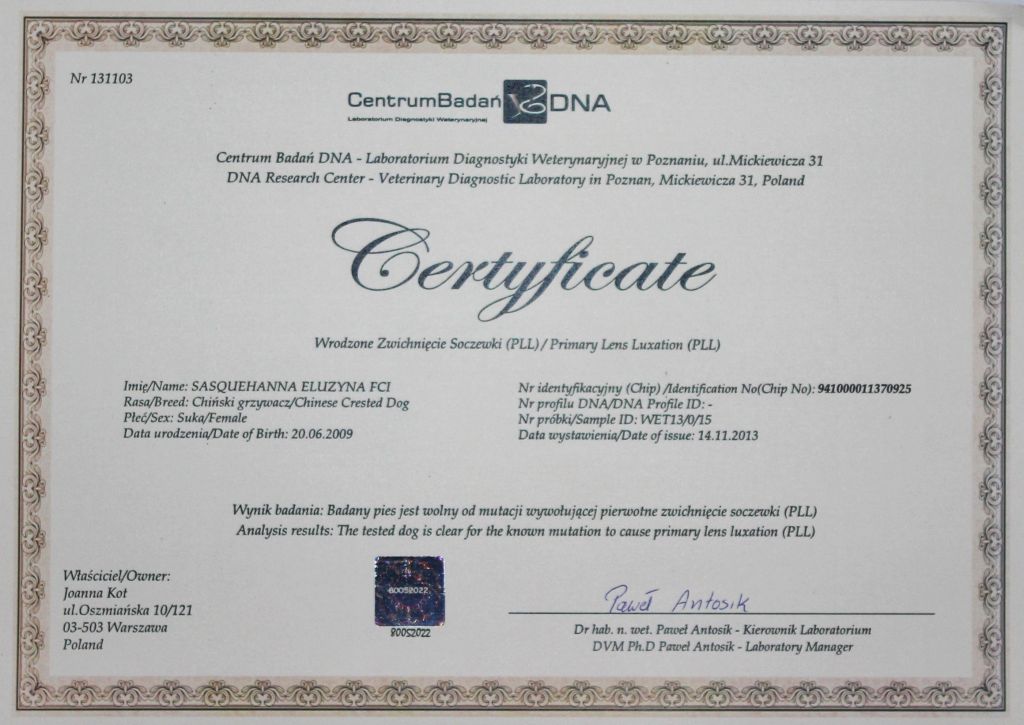 Nr 131103
CentrumBadań DNA
Laboratorium Diagnostyki Weterynaryjnej
Centrum Badań DNA - Laboratorium Diagnostyki Weterynaryjnej w Poznaniu, ul.Mickiewicza 31
DNA Research Center - Veterinary Diagnostic Laboratory in Poznan, Mickiewicza 31, Poland
Certyficate
Wrodzone Zwichnięcie Soczewki (PLL) / Primary Lens Luxation (PLL)
Imię/Name: SASQUEHANNA ELUZYNA FCI
Rasa/Breed: Chiński grzywacz/Chinese Crested Dog
Płeć/Sex: Suka/Female
Data urodzenia/Date of Birth: 20.06.2009
Nr identyfikacyjny (Chip) /Identification No(Chip No): 941000011370925
Nr profilu DNA/DNA Profile ID: -
Nr próbki/Sample ID: WET13/0/15
Data wystawienia/Date of issue: 14.11.2013
Wynik badania: Badany pies jest wolny od mutacji wywołującej pierwotne zwichnięcie soczewki (PLL)
Analysis results: The tested dog is clear for the known mutation to cause primary lens luxation (PLL)
Właściciel/Owner:
Joanna Kot
ul.Oszmiańska 10/121
03-503 Warszawa
Poland
80052022
80052022
Paweł Antosik
Dr hab. n. wet. Paweł Antosik - Kierownik Laboratorium
DVM Ph.D Paweł Antosik - Laboratory Manager